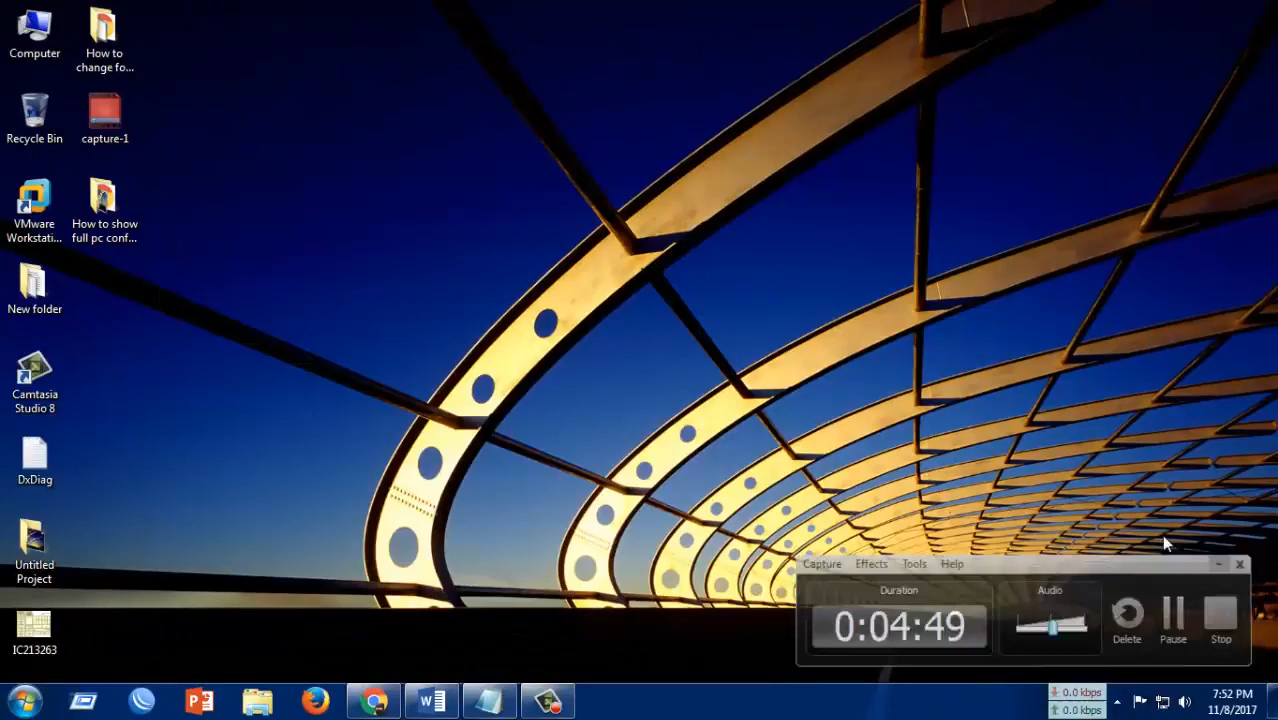 Computer
How to
change fo...
Recycle Bin
capture-1
VMware
Workstati...
How to show
full pc conf...
New folder
Camtasia
Studio 8
DxDiag
Untitled
Project
IC213263
Capture Effects Tools Help
Duration
Audio
0:04:49
Delete
Pause
Stop
0.0 kbps
0.0 kbps
7:52 PM
11/8/2017